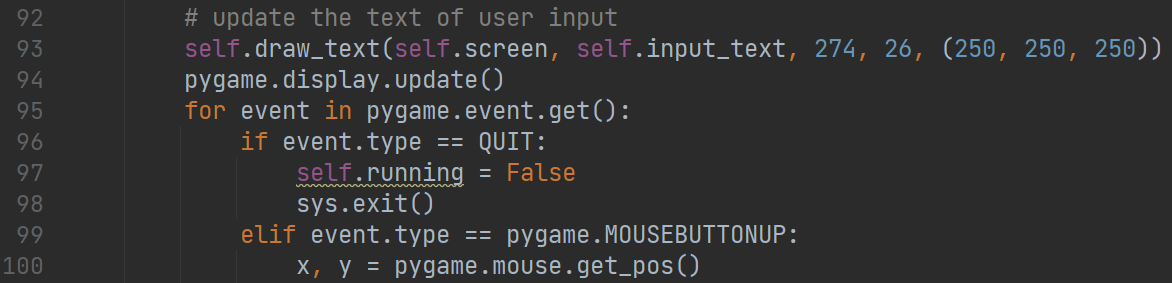 92 # update the text of user input
93 self.draw_text(self.screen, self.input_text, 274, 26, (250, 250, 250))
94 pygame.display.update()
95 for event in pygame.event.get():
96 if event.type == QUIT:
97 self.running = False
98 sys.exit()
99 elif event.type == pygame.MOUSEBUTTONUP:
100 x, y = pygame.mouse.get_pos()